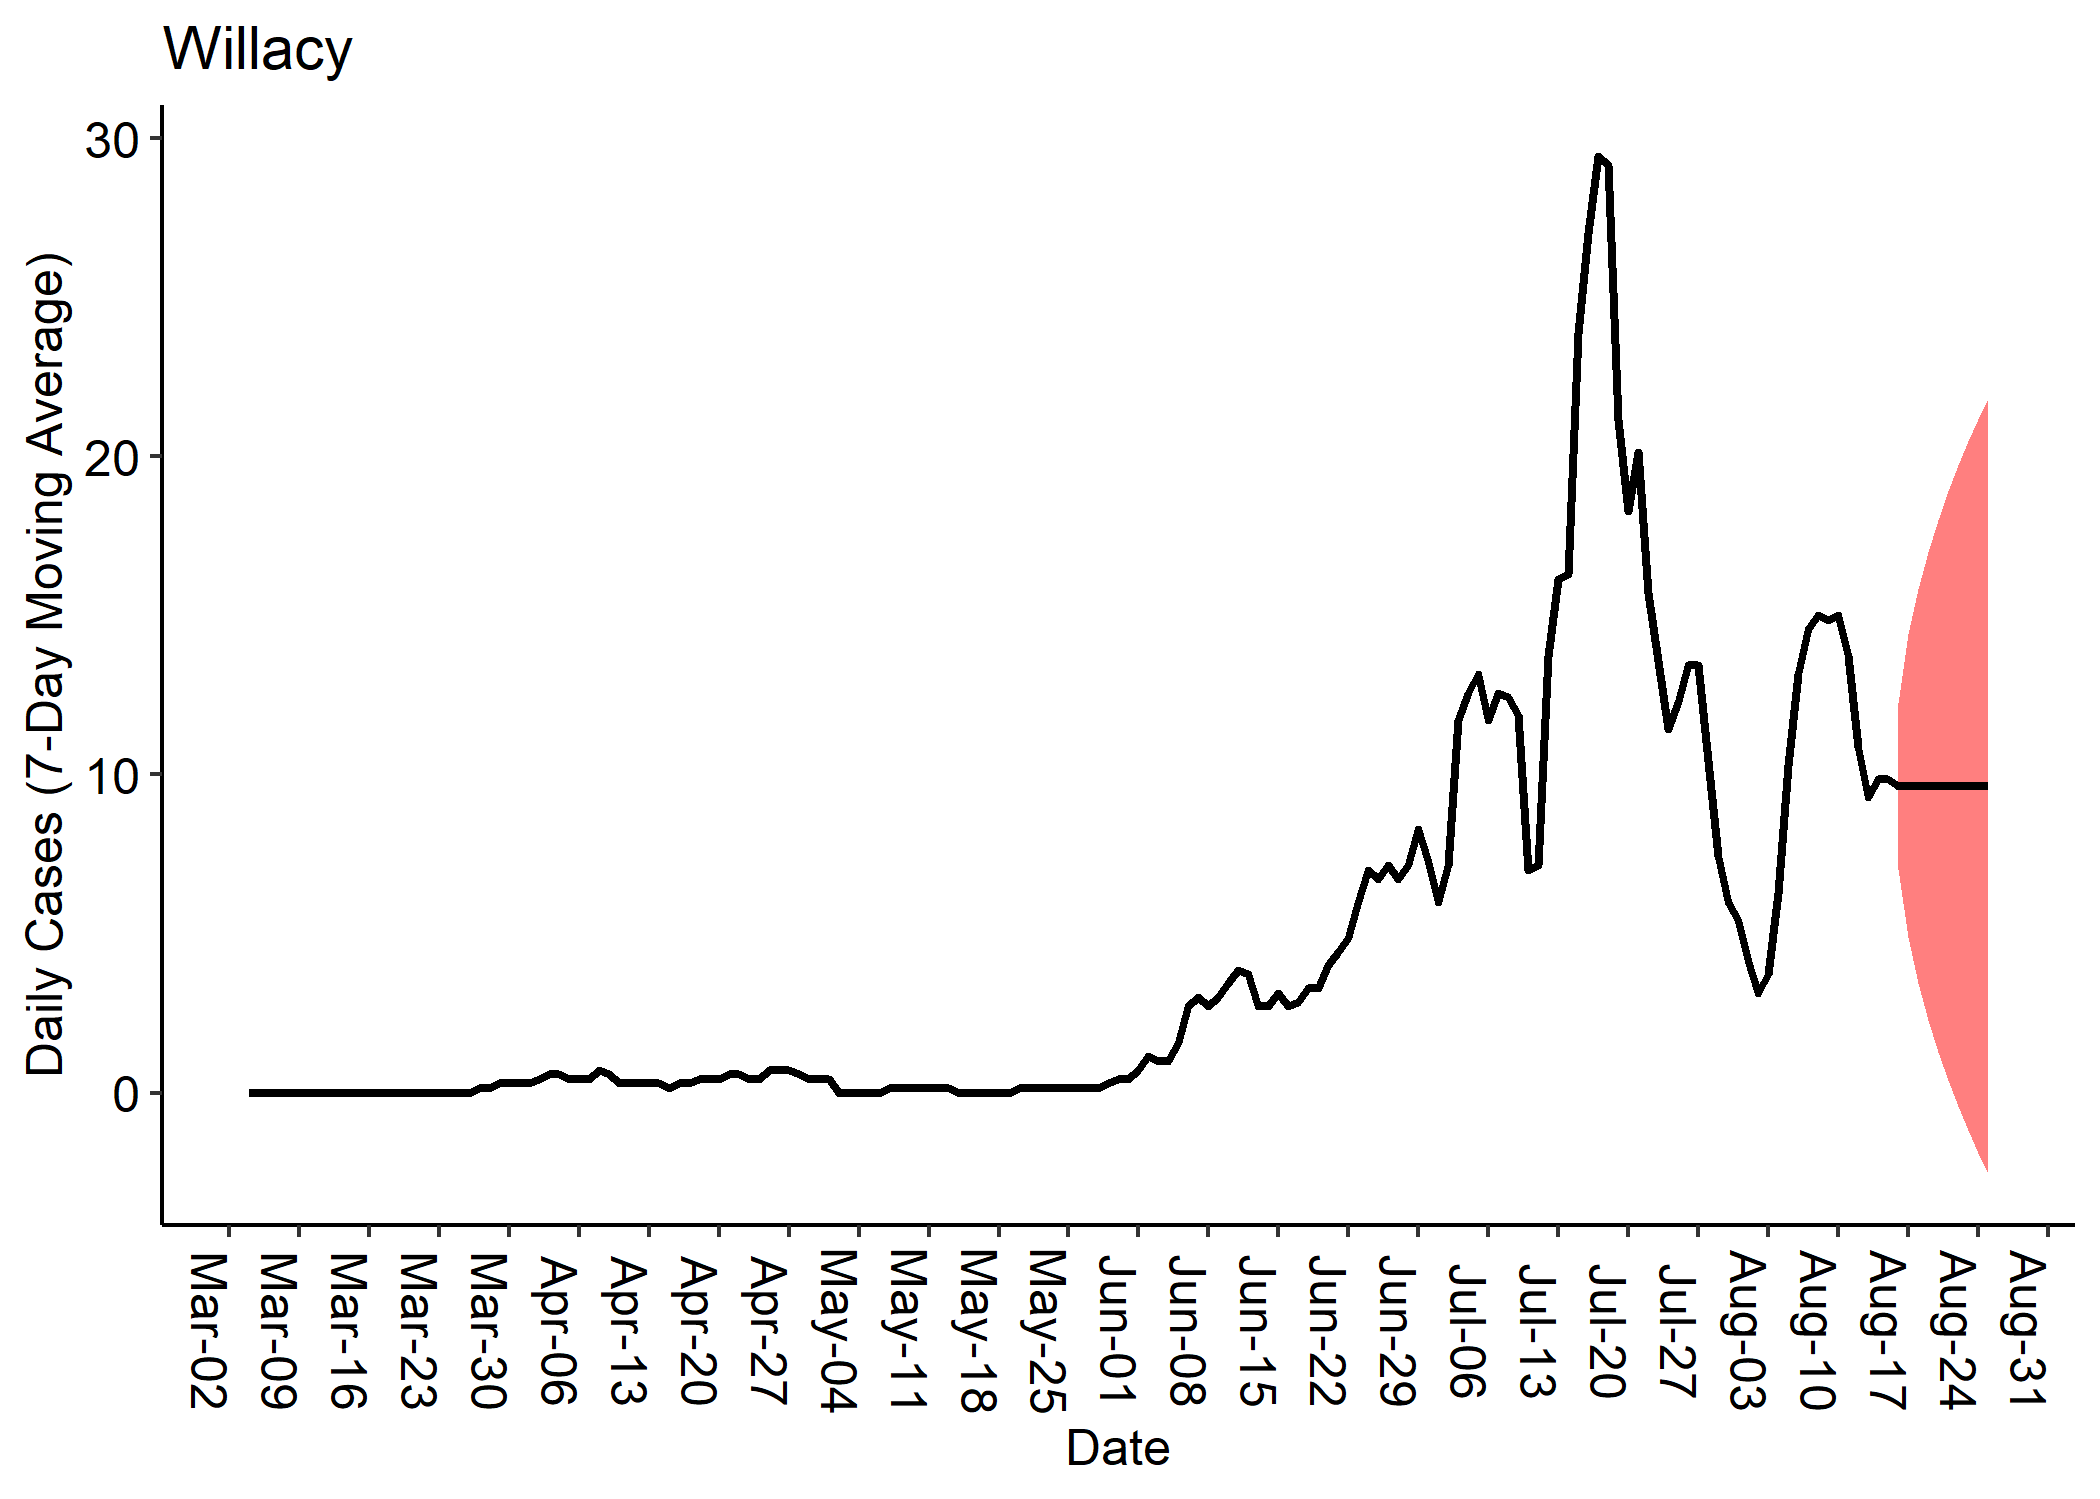 Willacy
Daily Cases (7-Day Moving Average)
30
20
10
0
Mar-02
Mar-09
Mar-16
Mar-23
Mar-30
Apr-06
Apr-13
Apr-20
Apr-27
May-04
May-11
May-18
May-25
Jun-01
Jun-08
Jun-15
Jun-22
Jun-29
Jul-06
Jul-13
Jul-20
Jul-27
Aug-03
Aug-10
Aug-17
Aug-24
Aug-31
Date